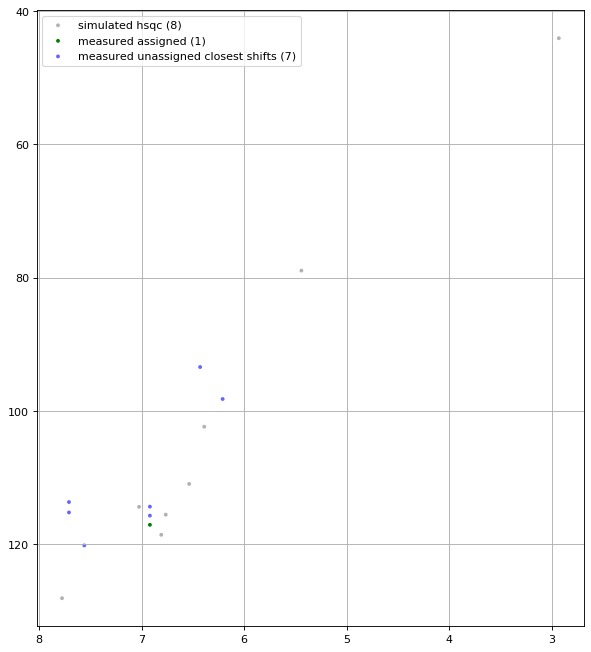 simulated hsqc (8)
measured assigned (1)
measured unassigned closest shifts (7)
40
60
80
100
120
8 7 6 5 4 3